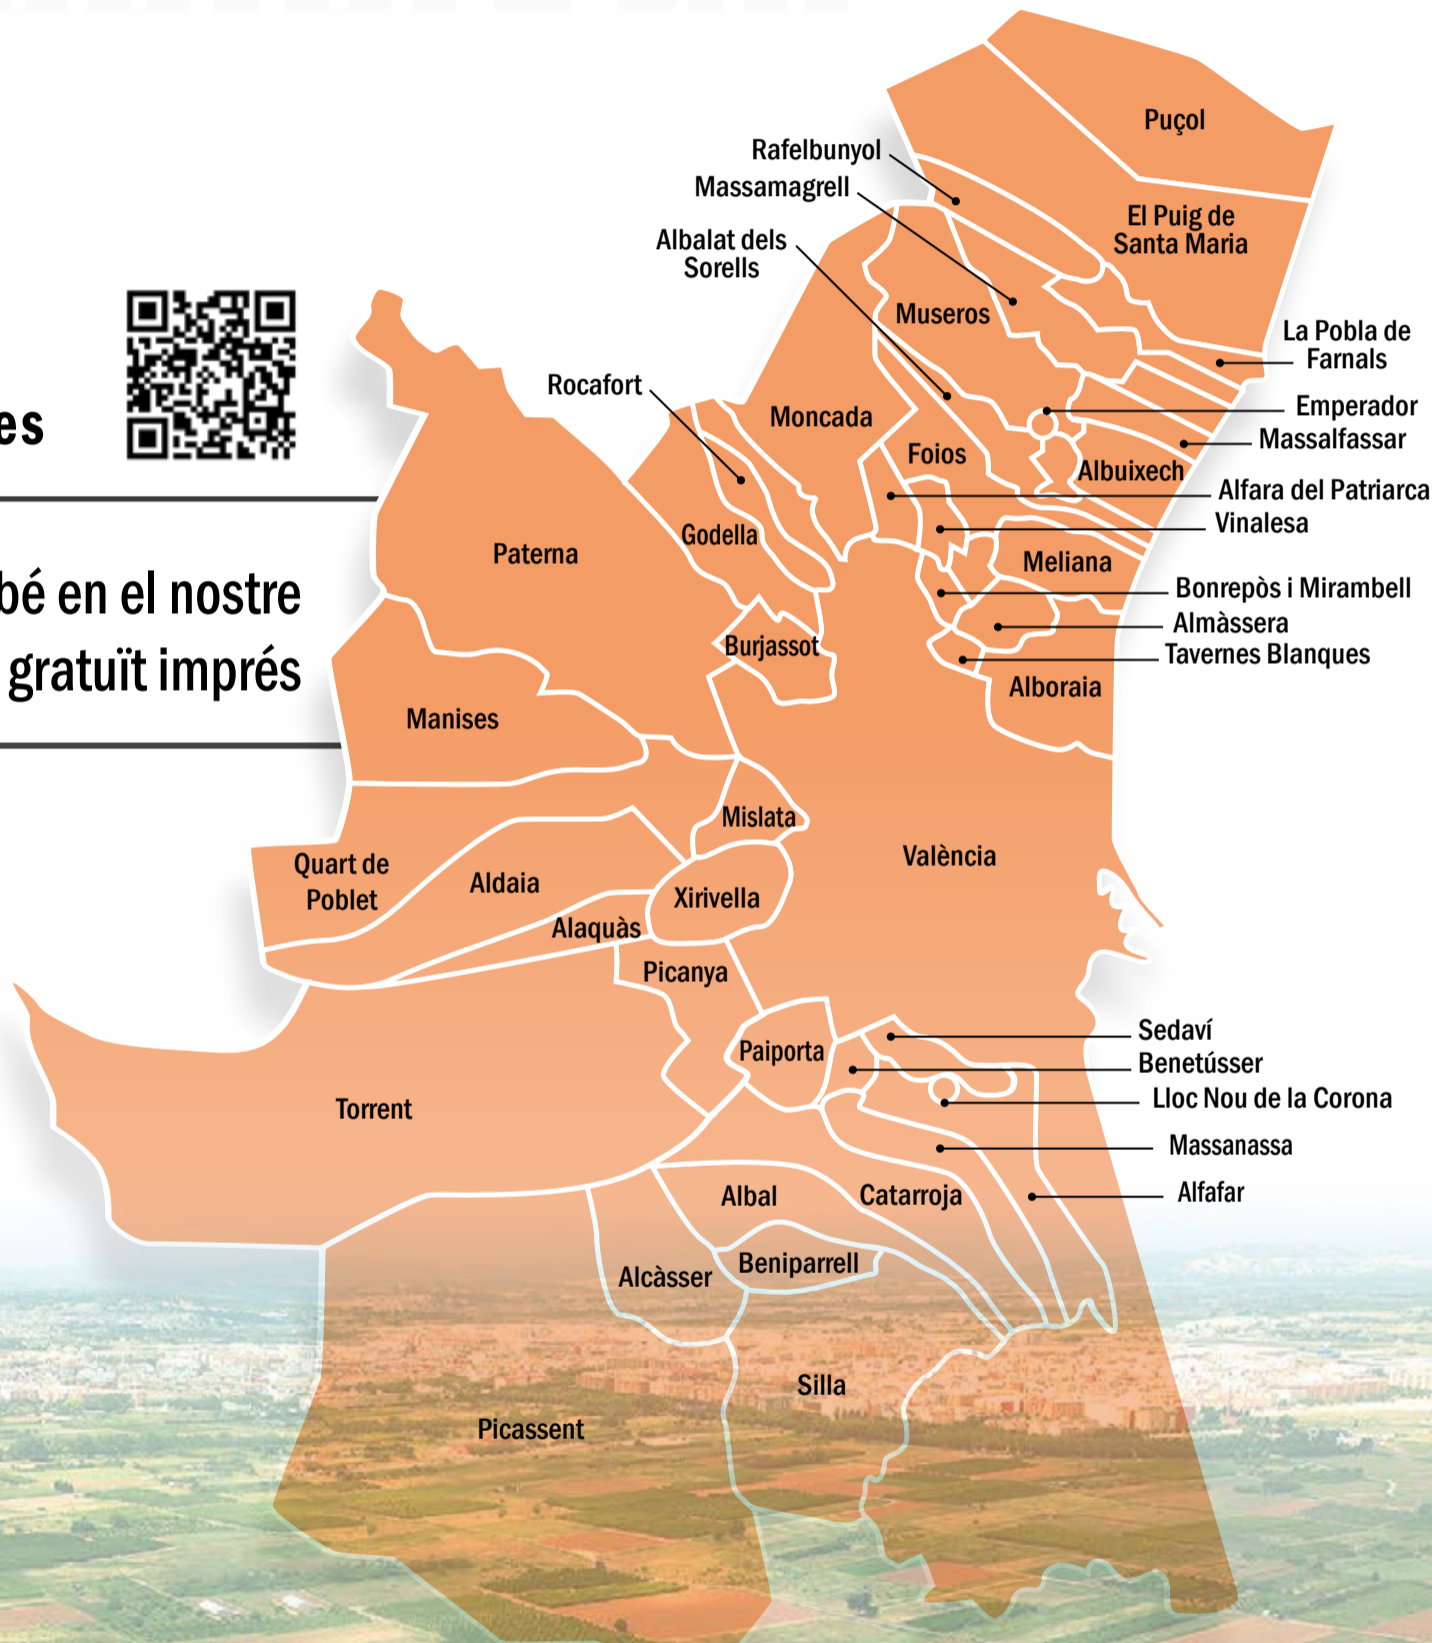 Puçol
Rafelbunyol
Massamagrell
El Puig de
Santa Maria
Albalat dels
Sorells
Museros
La Pobla de
Farnals
Rocafort
Moncada
Emperador
es
Massalfassar
Foios
Albuixech
Alfara del Patriarca
Vinalesa
Godella
Paterna
Meliana
bé en el nostre
Bonrepòs i Mirambell
Almàssera
Burjassot
Tavernes Blanques
gratuït imprés
Alboraia
Manises
Mislata
València
Quart de
Poblet
Aldaia
Xirivella
Alaquàs
Picanya
Sedaví
Paiporta
Benetússer
Lloc Nou de la Corona
Torrent
Massanassa
Albal
Catarroja
Alfafar
Beniparrell
Alcàsser
Silla
Picassent